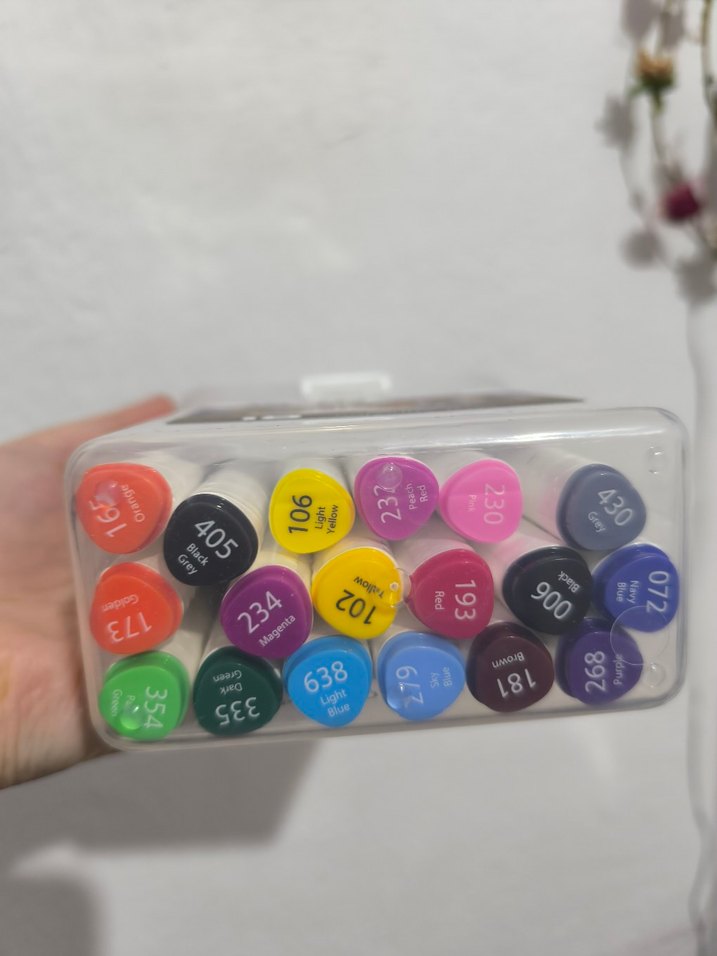 165
Orange
405
Black
Grey
106
Light
Yellow
237
Peach
Red
230
Pink
430
Grey
173
Golden
234
Magenta
102
Yellow
193
Red
006
Black
072
Navy
Blue
354
Green
335
Dark
Green
638
Light
Blue
Sky
Blue
181
Brown
268
Purple